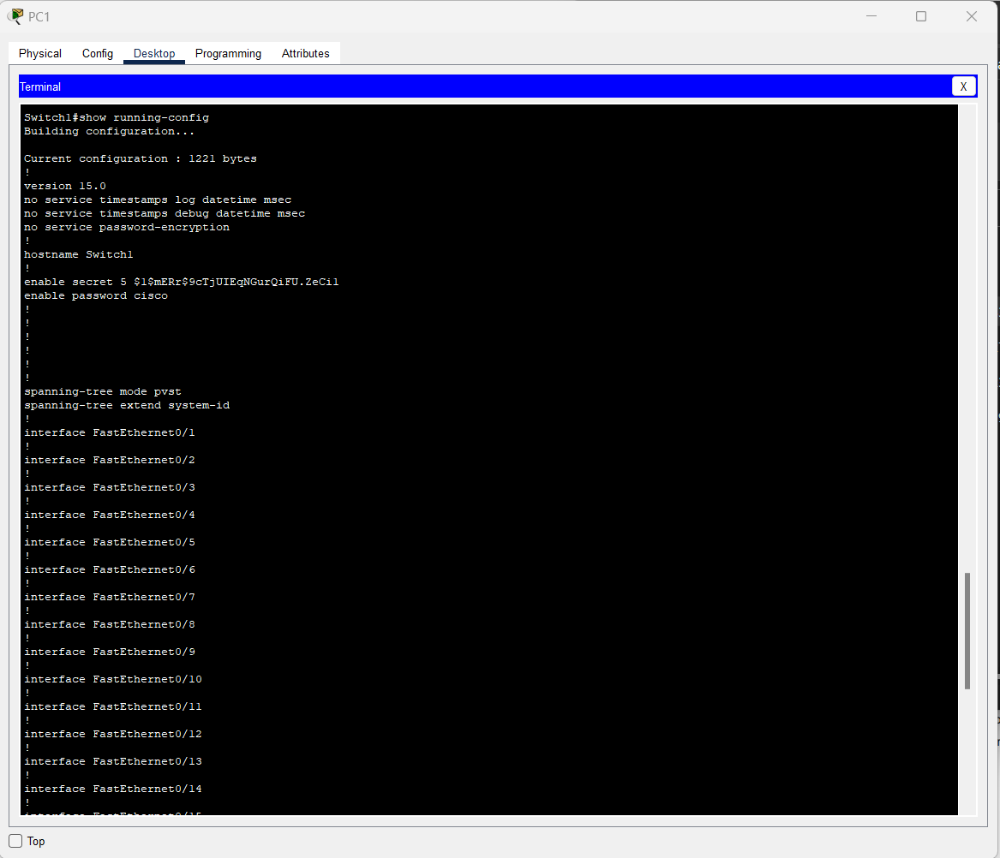 PC1
Physical Config Desktop Programming Attributes
Terminal X
Switch1#show running-config
Building configuration...
Current configuration : 1221 bytes
!
version 15.0
no service timestamps log datetime msec
no service timestamps debug datetime msec
no service password-encryption
!
hostname Switch1
!
enable secret 5 $1$mERr$9cTjUIEqNGurQiFU.ZeCi1
enable password cisco
!
!
!
!
!
!
spanning-tree mode pvst
spanning-tree extend system-id
!
interface FastEthernet0/1
!
interface FastEthernet0/2
!
interface FastEthernet0/3
!
interface FastEthernet0/4
!
interface FastEthernet0/5
!
interface FastEthernet0/6
!
interface FastEthernet0/7
!
interface FastEthernet0/8
!
interface FastEthernet0/9
!
interface FastEthernet0/10
!
interface FastEthernet0/11
!
interface FastEthernet0/12
!
interface FastEthernet0/13
!
interface FastEthernet0/14
!
interface FastEthernet0/15
Top